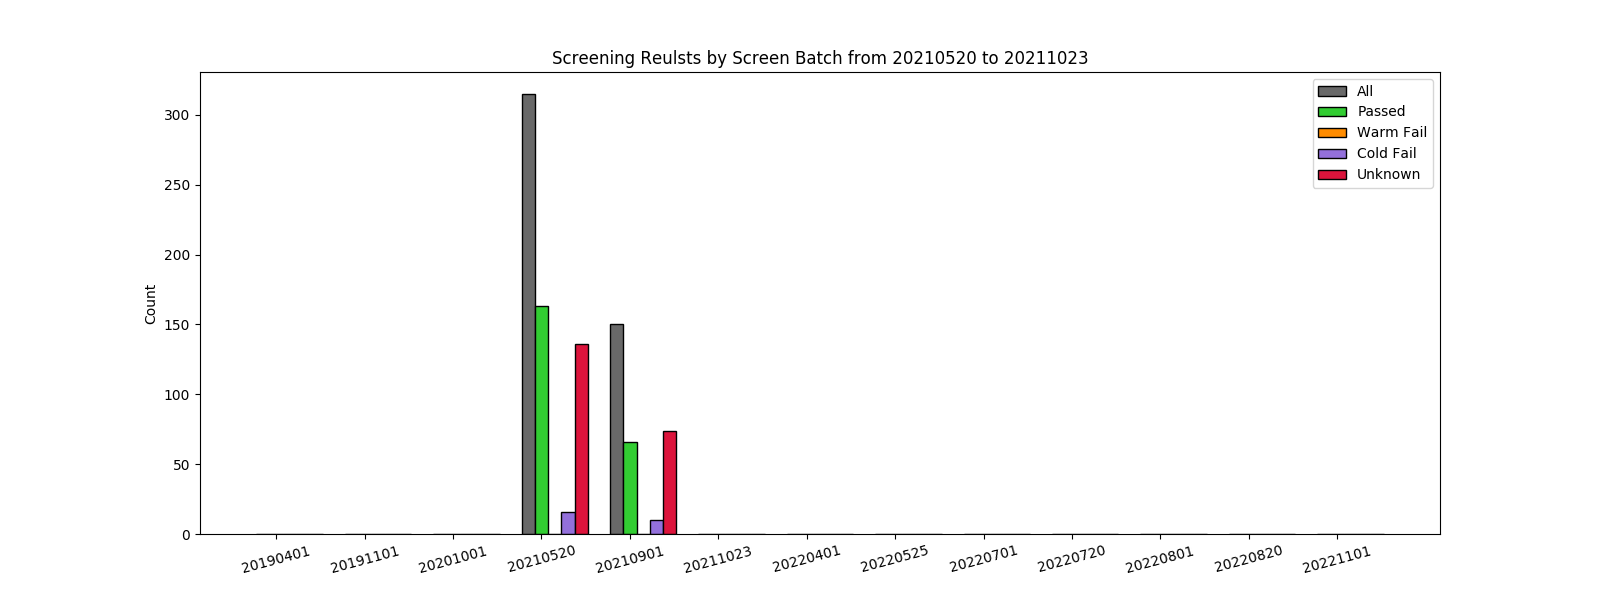 Screening Reulsts by Screen Batch from 20210520 to 20211023
All
Passed
Warm Fail
Cold Fail
Unknown
Count
300
250
200
150
100
50
0
20190401
20191101
20201001
20210520
20210901
20211023
20220401
20220525
20220701
20220720
20220801
20220820
20221101